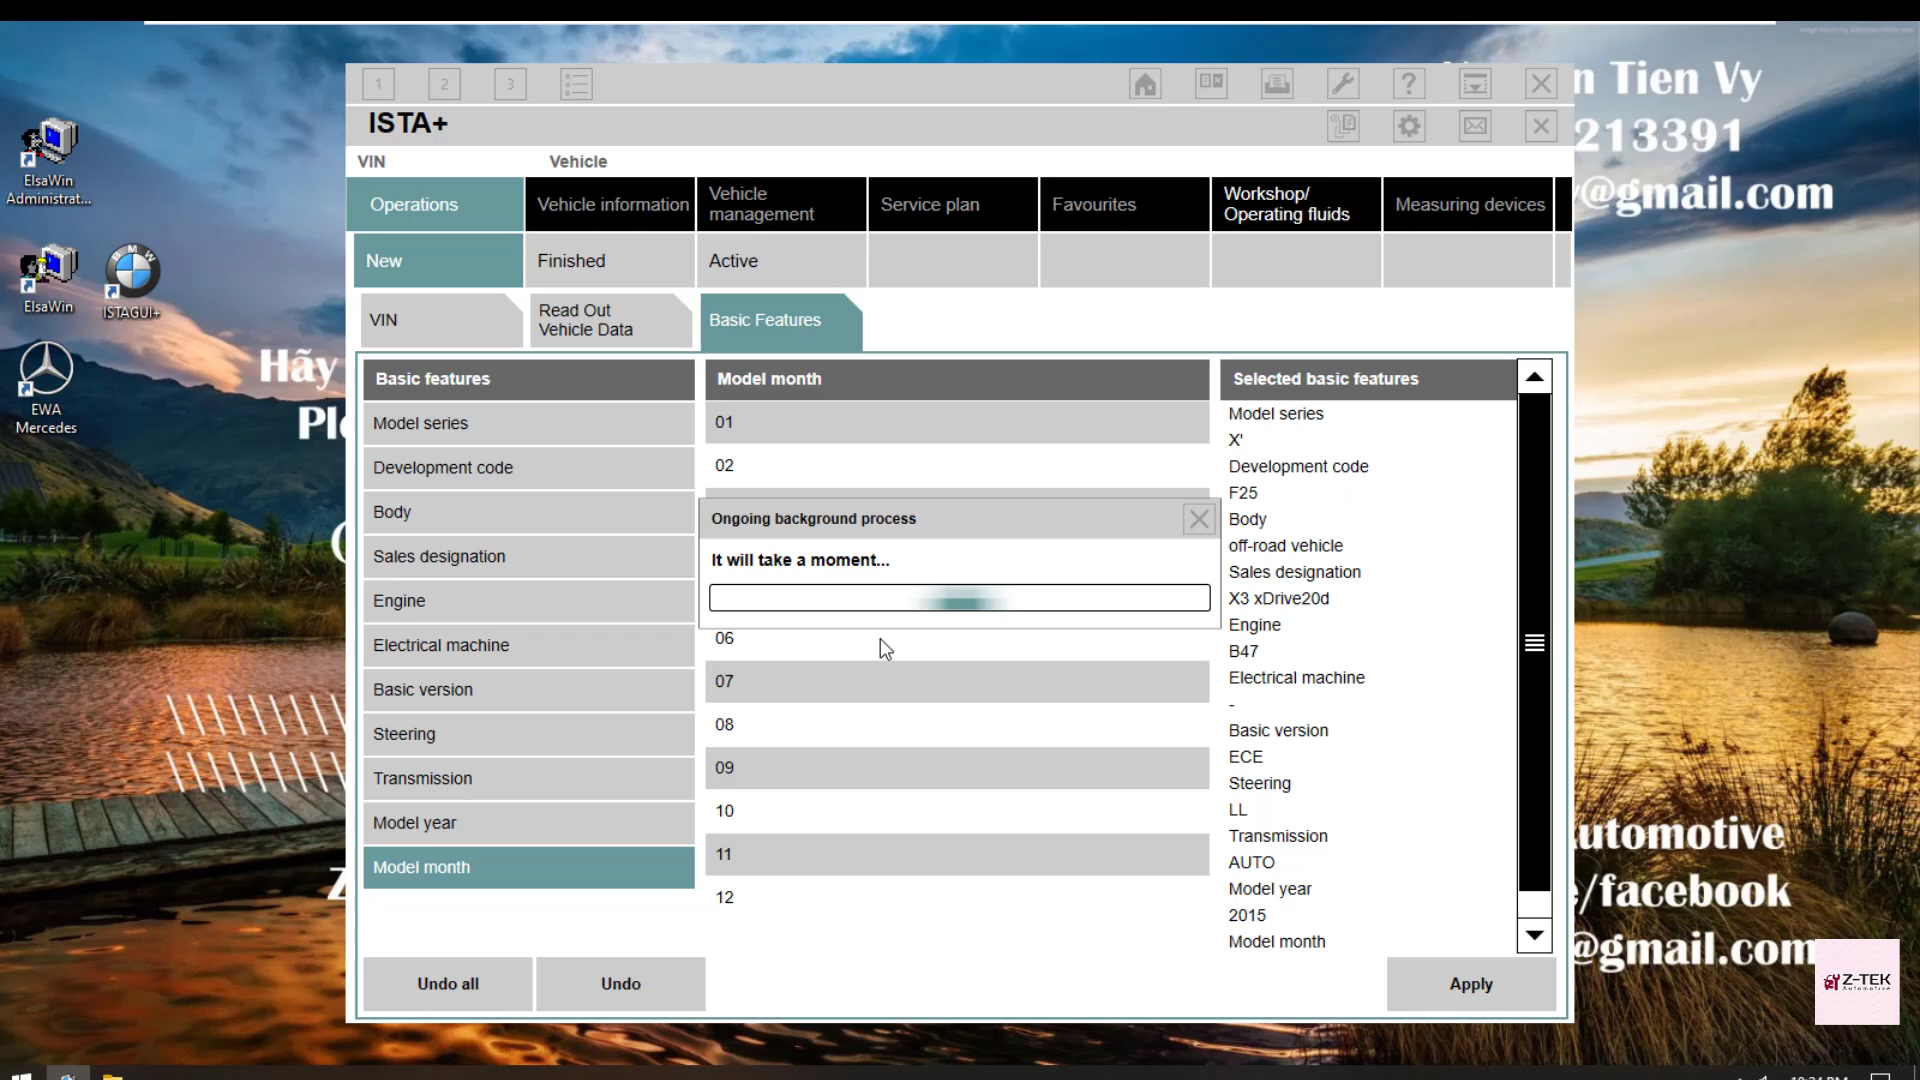 n Tien Vy
213391
y@gmail.com
Hãy
Ple
utomotive
e/facebook
@gmail.com
ElsaWin
Administrat...
ElsaWin
BMW
ISTAGUI+
EWA
Mercedes
1
2
3
?
ISTA+
VIN
Vehicle
Operations
Vehicle information
Vehicle
management
Service plan
Favourites
Workshop/
Operating fluids
Measuring devices
New
Finished
Active
VIN
Read Out
Vehicle Data
Basic Features
Basic features
Model series
Development code
Body
Sales designation
Engine
Electrical machine
Basic version
Steering
Transmission
Model year
Model month
Model month
01
02
Ongoing background process
It will take a moment...
06
07
08
09
10
11
12
Selected basic features
Model series
X'
Development code
F25
Body
off-road vehicle
Sales designation
X3 xDrive20d
Engine
B47
Electrical machine
-
Basic version
ECE
Steering
LL
Transmission
AUTO
Model year
2015
Model month
Undo all
Undo
Apply
Z-TEK
Automotive